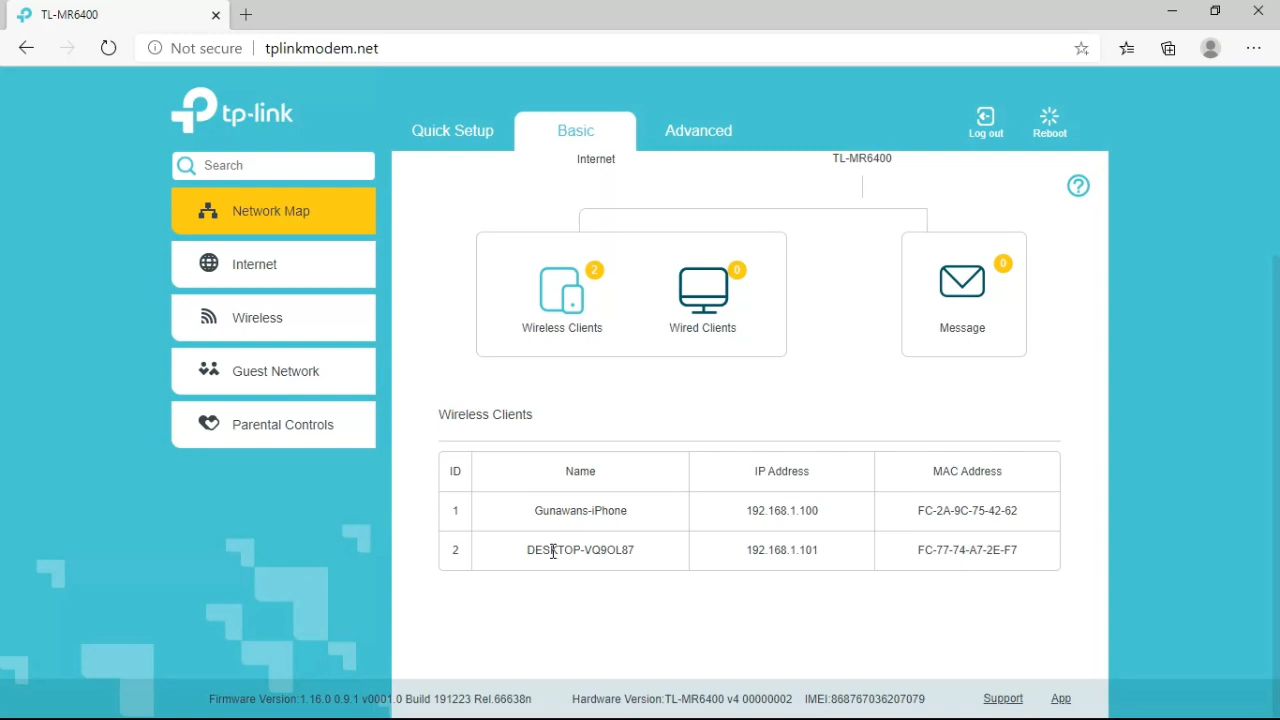 TL-MR6400
Not secure
tplinkmodem.net
tp-link
Quick Setup
Basic
Advanced
Log out
Reboot
Search
Network Map
Internet
Wireless
Guest Network
Parental Controls
Internet
TL-MR6400
2
Wireless Clients
0
Wired Clients
0
Message
Wireless Clients
ID Name IP Address MAC Address
1 Gunawans-iPhone 192.168.1.100 FC-2A-9C-75-42-62
2 DESKTOP-VQ9OL87 192.168.1.101 FC-77-74-A7-2E-F7
Firmware Version:1.16.0 0.9.1 v0001.0 Build 191223 Rel.66638n Hardware Version:TL-MR6400 v4 00000002 IMEI:868767036207079 Support App